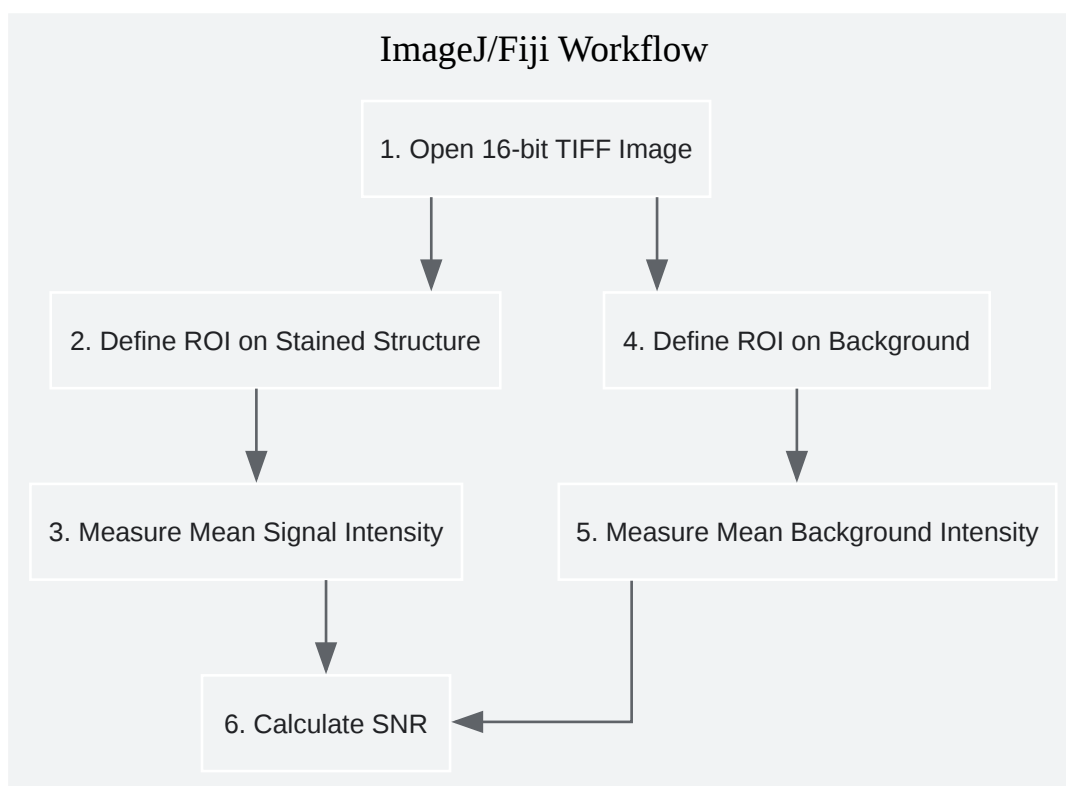 ImageJ/Fiji Workflow
1. Open 16-bit TIFF Image
2. Define ROI on Stained Structure
4. Define ROI on Background
3. Measure Mean Signal Intensity
5. Measure Mean Background Intensity
6. Calculate SNR